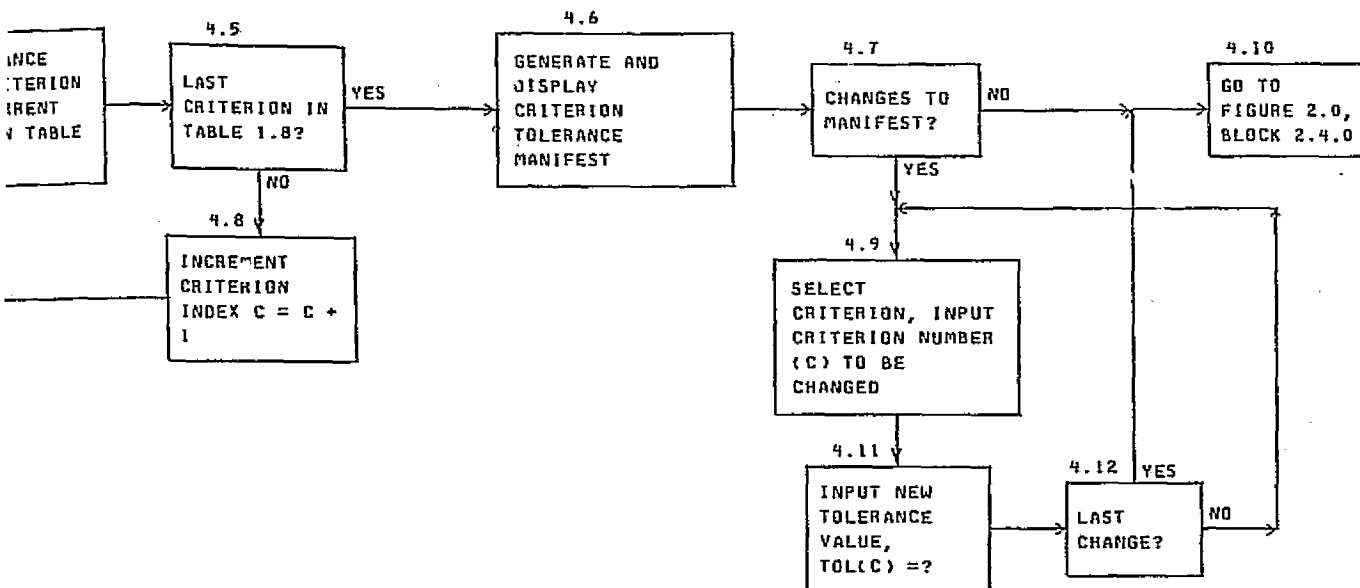 4.5
LAST
CRITERION IN
TABLE 1.8?
YES
NO
4.6
GENERATE AND
DISPLAY
CRITERION
TOLERANCE
MANIFEST
4.7
CHANGES TO
MANIFEST?
NO
YES
4.10
GO TO
FIGURE 2.0,
BLOCK 2.4.0
TABLE
4.8
INCREMENT
CRITERION
INDEX C = C +
1
4.9
SELECT
CRITERION, INPUT
CRITERION NUMBER
(C) TO BE
CHANGED
4.11
INPUT NEW
TOLERANCE
VALUE,
TOL(C) =?
4.12
YES
LAST
CHANGE?
NO